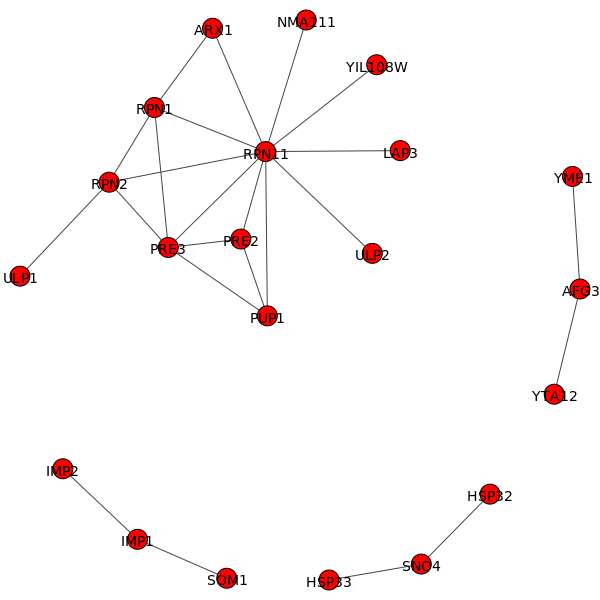 NMA111
ARX1
YIL108W
RPN1
RPN11
LAP3
YME1
RPN2
PRE2
PRE3
ULP2
ULP1
AFG3
PUP1
YTA12
IMP2
HSP32
IMP1
SNO4
SOM1
HSP33